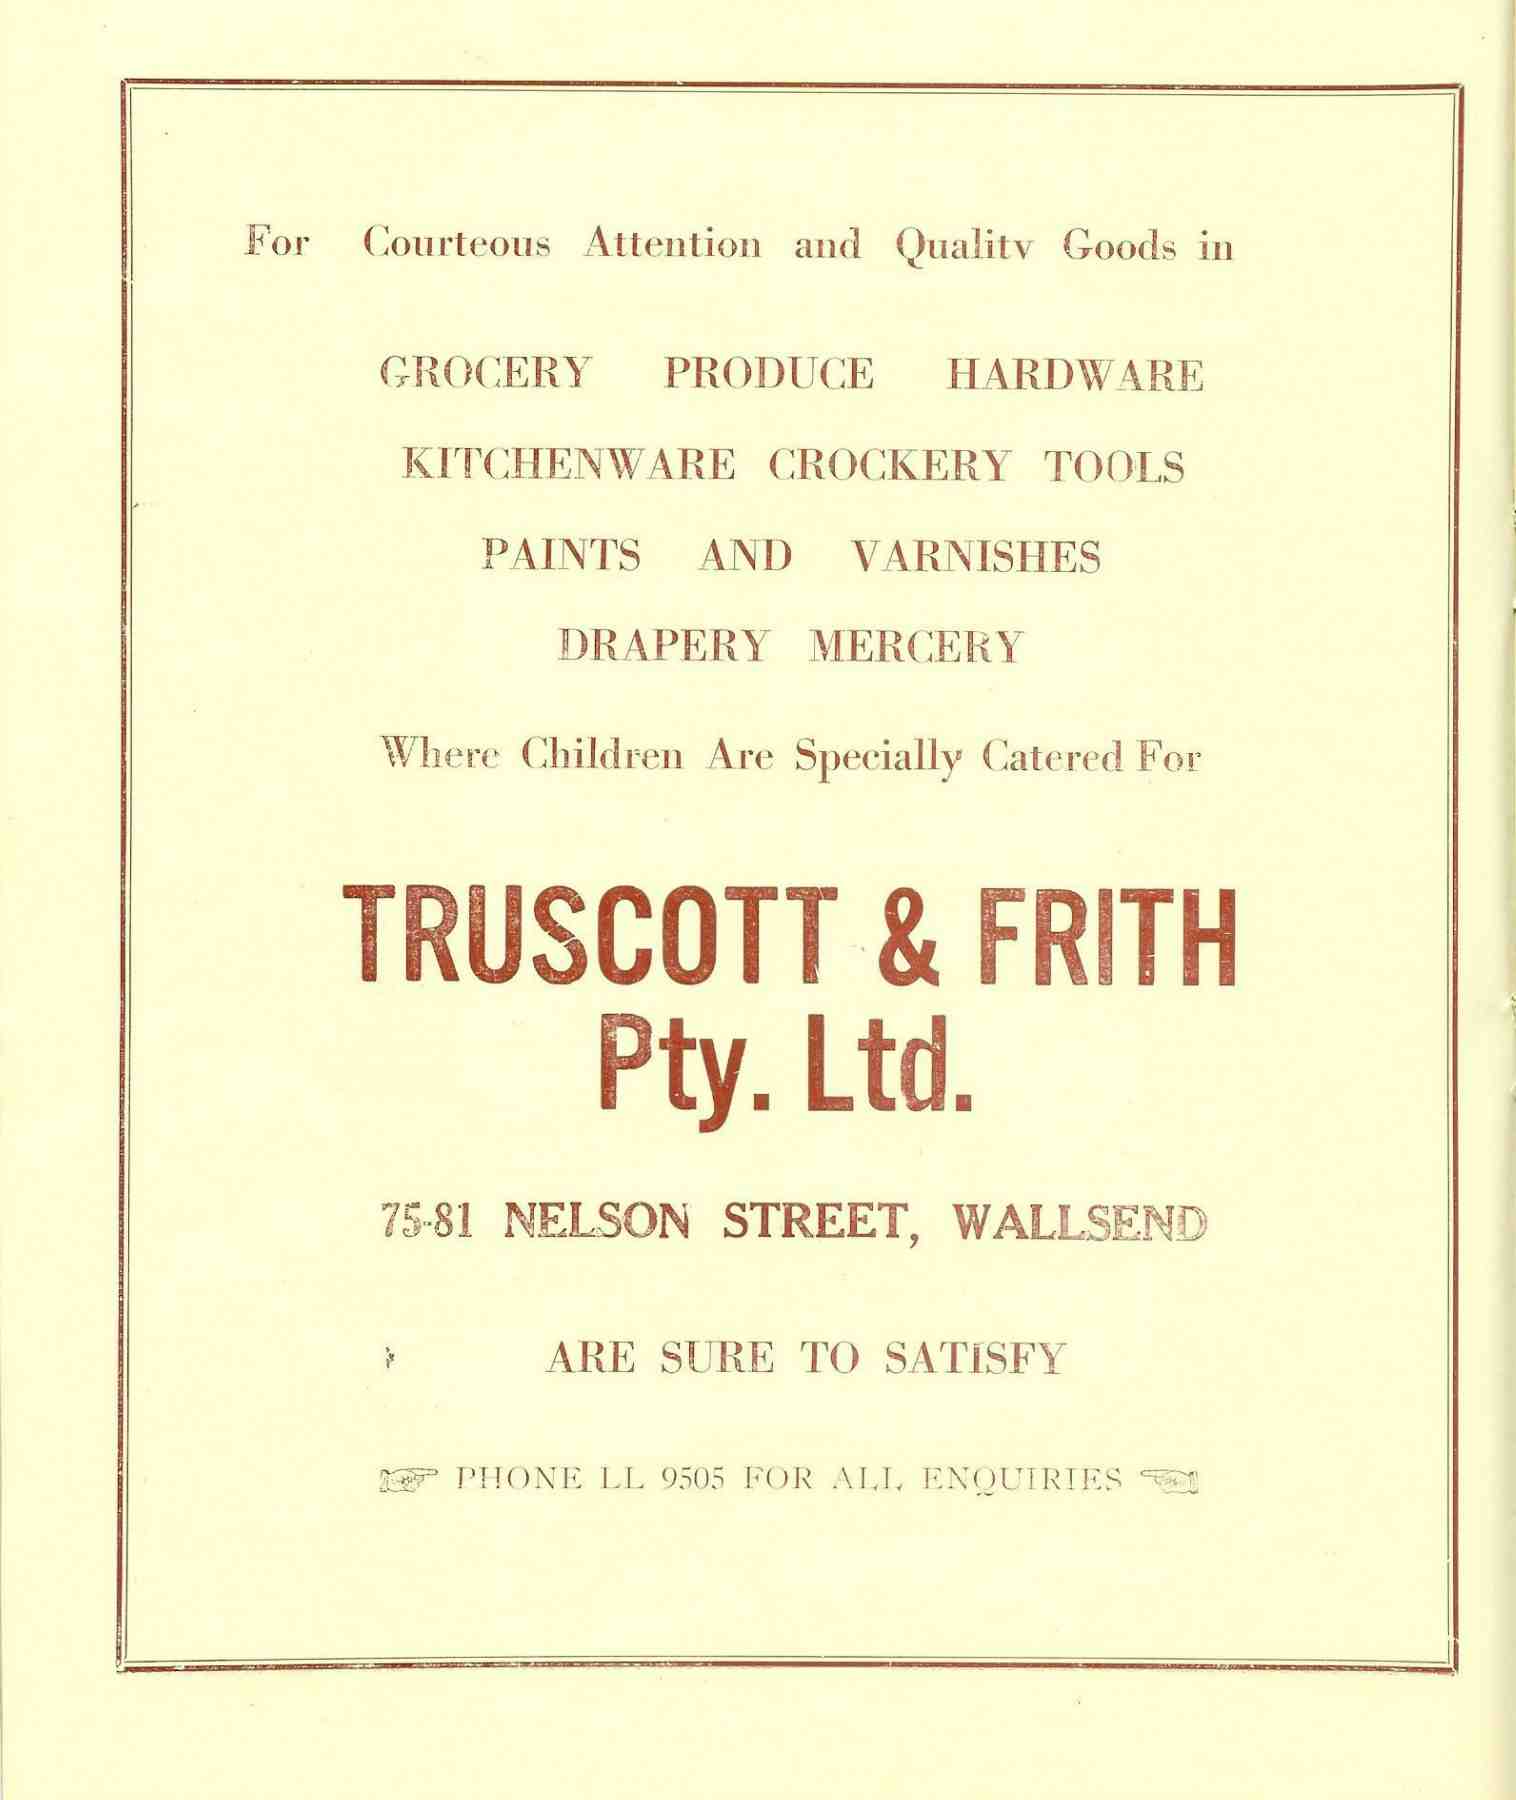 For Courteous Attention and Quality Goods in
GROCERY PRODUCE HARDWARE
KITCHENWARE CROCKERY TOOLS
PAINTS AND VARNISHES
DRAPERY MERCERY
Where Children Are Specially Catered For
TRUSCOTT & FRITH
Pty. Ltd.
75-81 NELSON STREET, WALLSEND
ARE SURE TO SATISFY
☞ PHONE LL 9505 FOR ALL ENQUIRIES ☜